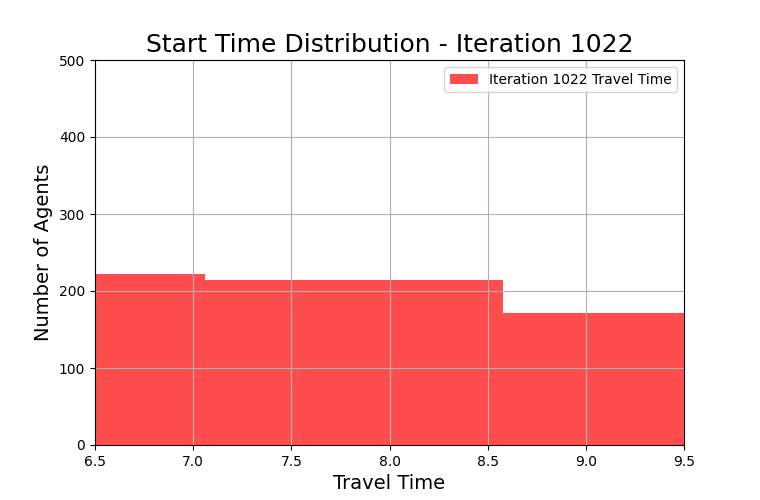 Start Time Distribution - Iteration 1022
500
400
300
200
100
0
Number of Agents
Iteration 1022 Travel Time
6.5 7.0 7.5 8.0 8.5 9.0 9.5
Travel Time